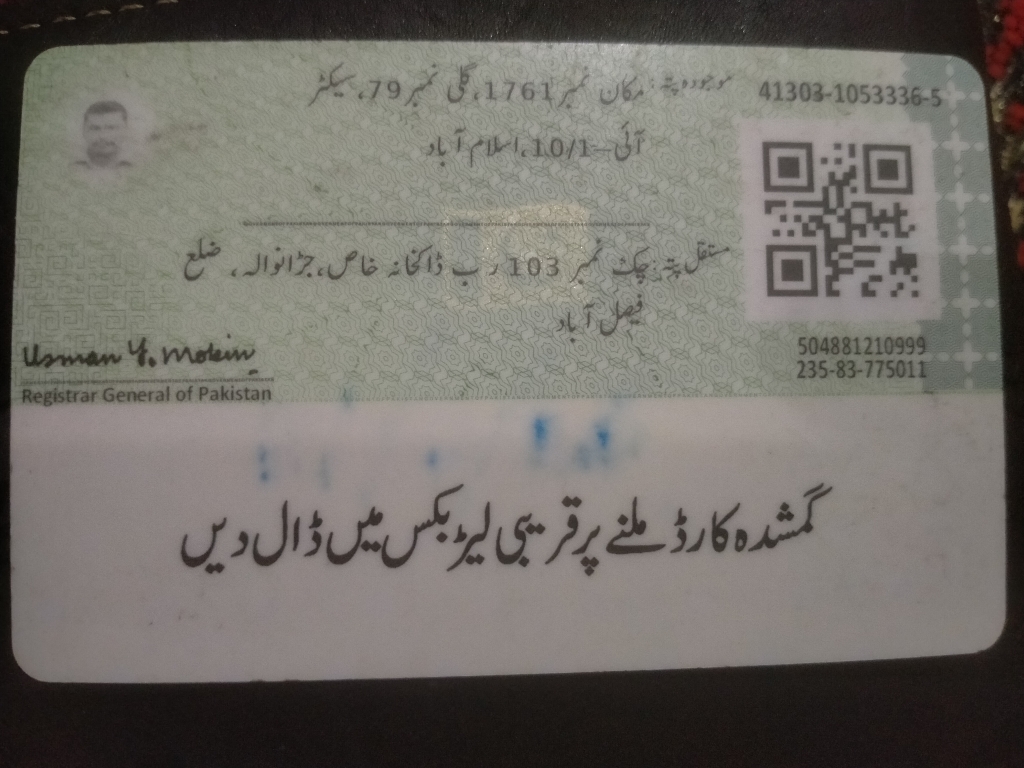 موجودہ پتہ: مکان نمبر 1761، گلی نمبر 79، سیکٹر
آئی-10/1، اسلام آباد
41303-1053336-5
مستقل پتہ: چک نمبر 103 ر ب ڈاکخانہ خاص، جڑانوالہ، ضلع
فیصل آباد
504881210999
235-83-775011
Usman Y. Mobin
Registrar General of Pakistan
گمشدہ کارڈ ملنے پر قریبی لیٹر بکس میں ڈال دیں